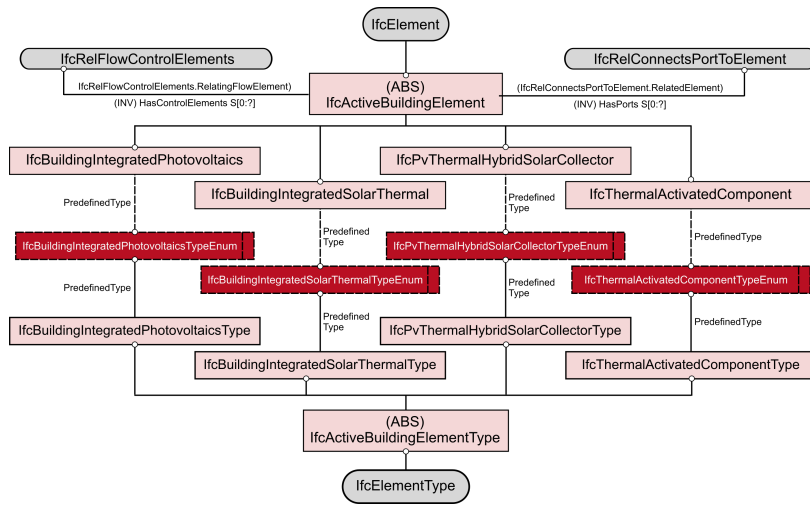 IfcElement
IfcRelFlowControlElements
IfcRelConnectsPortToElement
IfcRelFlowControlElements.RelatingFlowElement)
(INV) HasControlElements S[0:?]
(ABS)
IfcActiveBuildingElement
(IfcRelConnectsPortToElement.RelatedElement)
(INV) HasPorts S[0:?]
IfcBuildingIntegratedPhotovoltaics
IfcPvThermalHybridSolarCollector
IfcBuildingIntegratedSolarThermal
IfcThermalActivatedComponent
PredefinedType
Predefined
Type
Predefined
Type
PredefinedType
IfcBuildingIntegratedPhotovoltaicsTypeEnum
IfcPvThermalHybridSolarCollectorTypeEnum
IfcBuildingIntegratedSolarThermalTypeEnum
IfcThermalActivatedComponentTypeEnum
PredefinedType
Predefined
Type
Predefined
Type
PredefinedType
IfcBuildingIntegratedPhotovoltaicsType
IfcPvThermalHybridSolarCollectorType
IfcBuildingIntegratedSolarThermalType
IfcThermalActivatedComponentType
(ABS)
IfcActiveBuildingElementType
IfcElementType